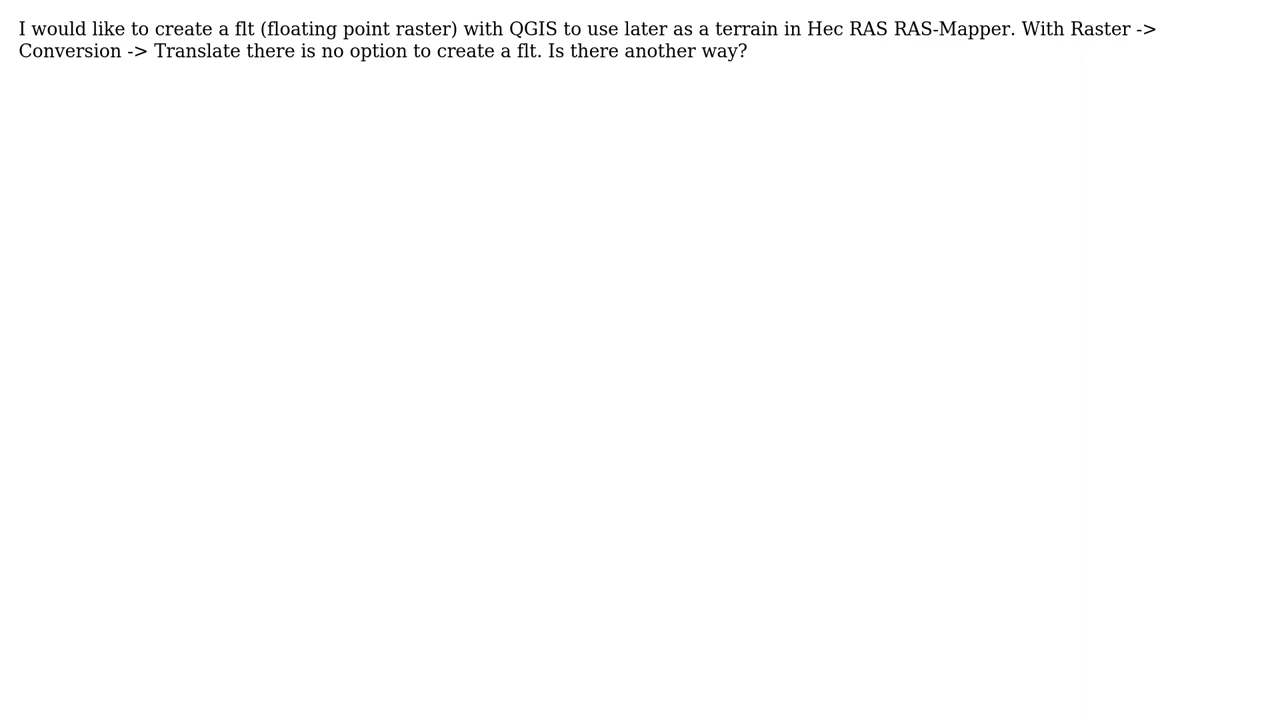 I would like to create a flt (floating point raster) with QGIS to use later as a terrain in Hec RAS RAS-Mapper. With Raster ->
Conversion -> Translate there is no option to create a flt. Is there another way?